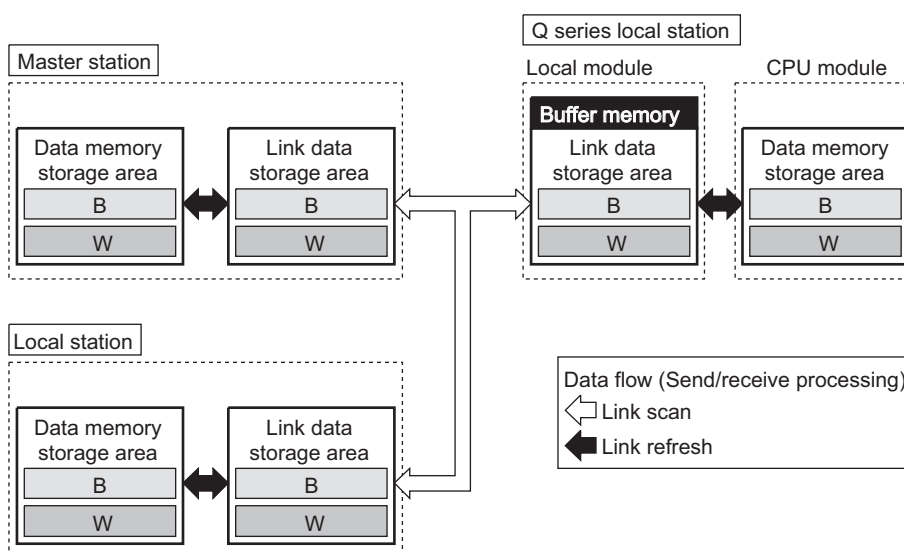 Q series local station
Master station
Local module
CPU module
Buffer memory
Data memory
storage area
B
W
Link data
storage area
B
W
Link data
storage area
B
W
Data memory
storage area
B
W
Local station
Data memory
storage area
B
W
Link data
storage area
B
W
Data flow (Send/receive processing)
Link scan
Link refresh